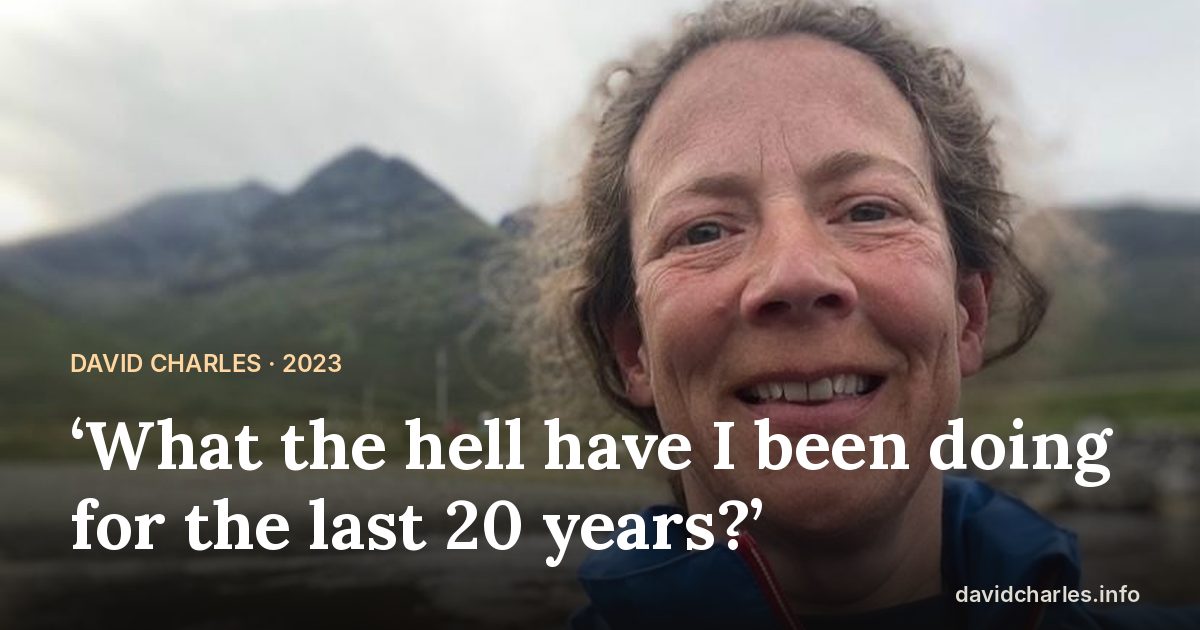 DAVID CHARLES · 2023
‘What the hell have I been doing
for the last 20 years?’
davidcharles.info